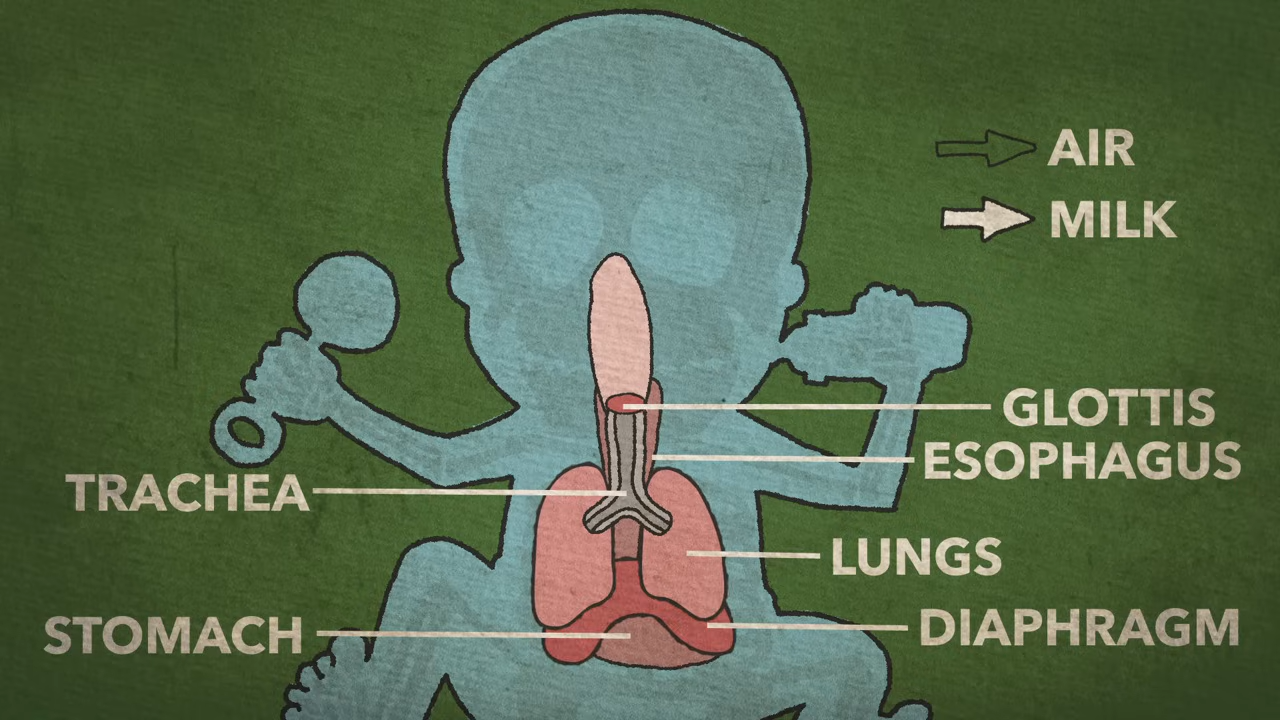 AIR
MILK
GLOTTIS
ESOPHAGUS
TRACHEA
LUNGS
STOMACH
DIAPHRAGM